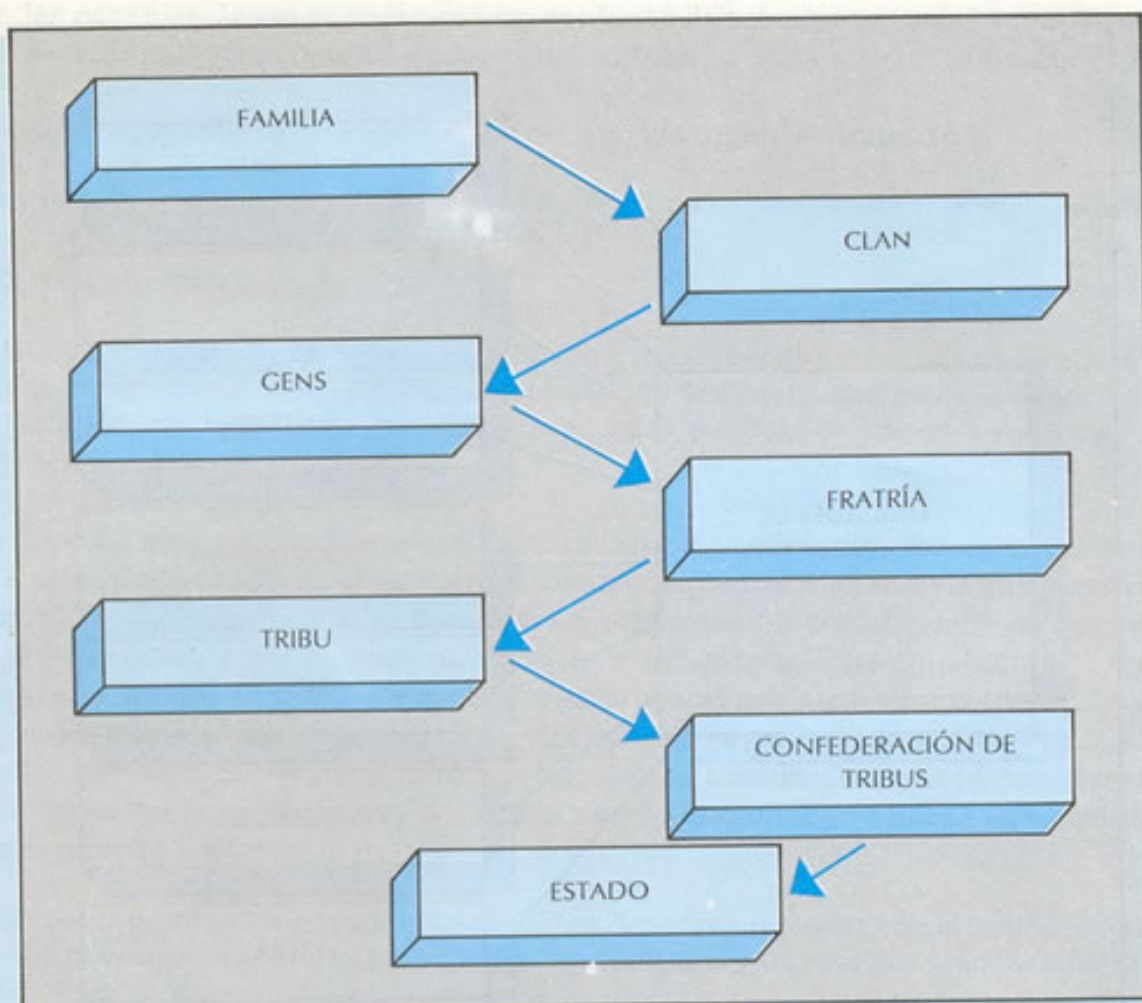 FAMILIA
CLAN
GENS
FRATRÍA
TRIBU
CONFEDERACIÓN DE
TRIBUS
ESTADO